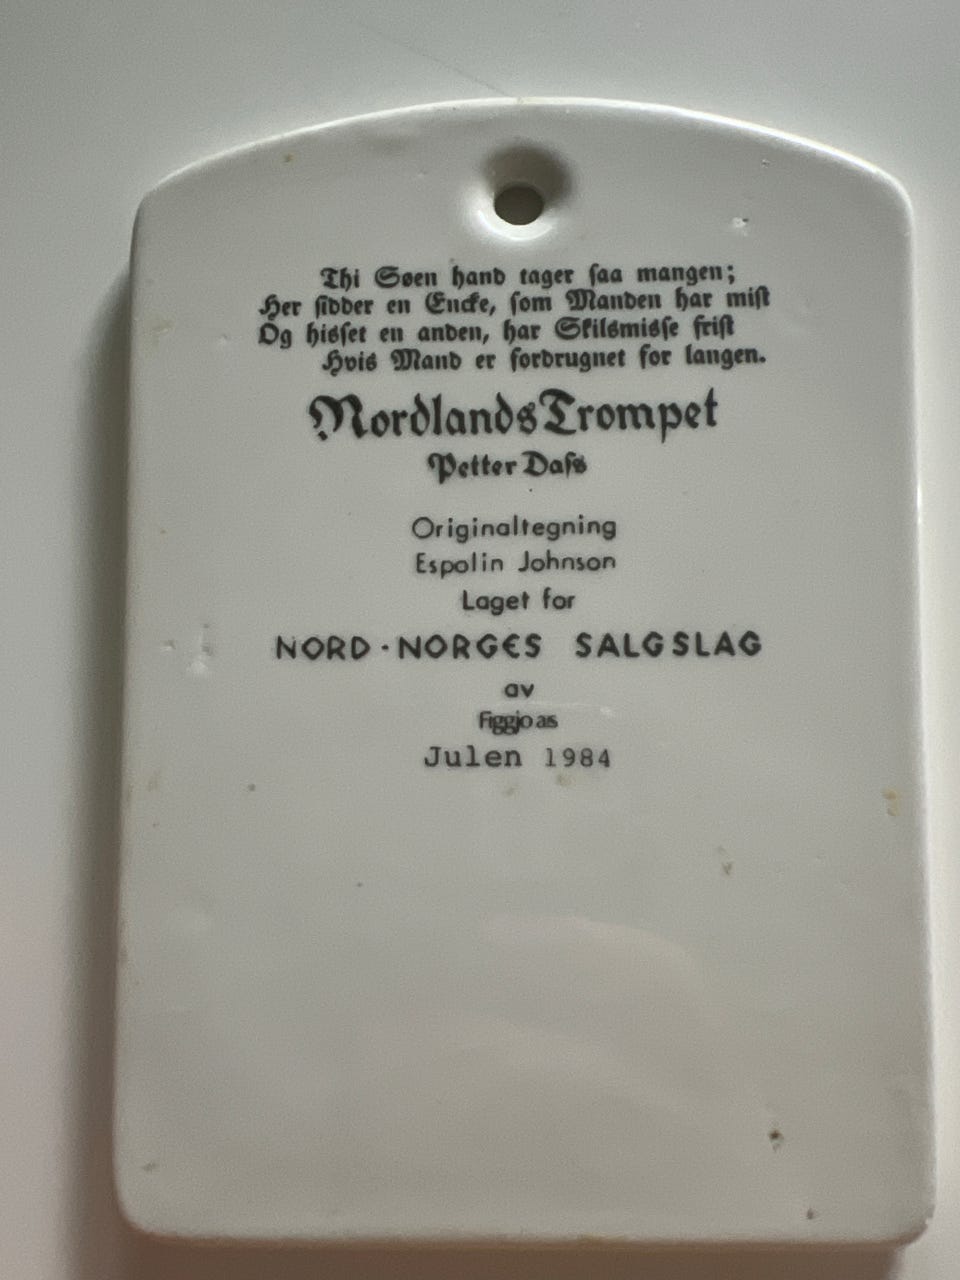 Thi Søen hand tager saa mangen;
Her sidder en Encke, som Manden har mist
Og hisset en anden, har Skilsmisse frist
Hvis Mand er fordrugnet for langen.
Nordlands Trompet
Petter Dass
Originaltegning
Espolin Johnson
Laget for
NORD-NORGES SALGSLAG
av
Figgjo as
Julen 1984